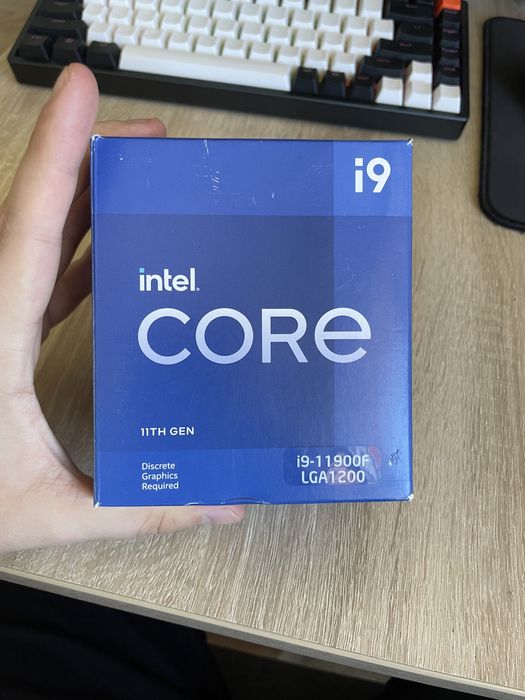 i9
intel.
CORe
11TH GEN
Discrete
Graphics
Required
i9-11900F
LGA1200